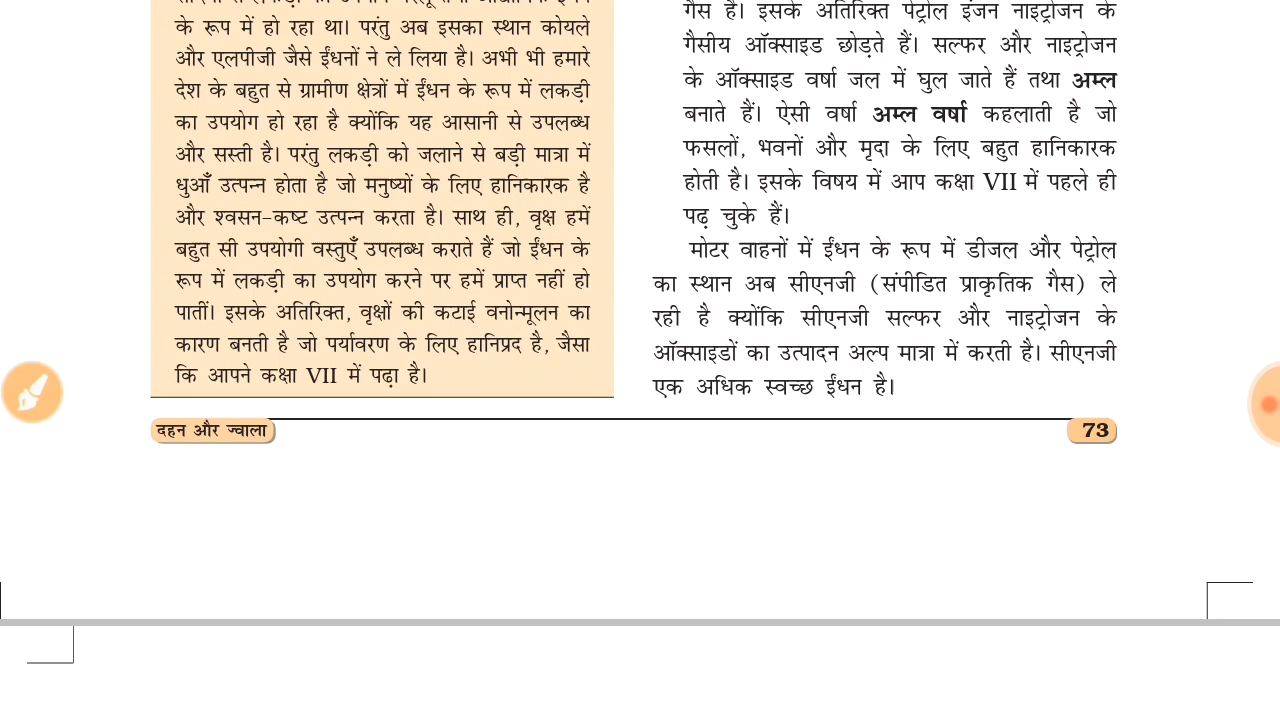 के रूप में हो रहा था। परंतु अब इसका स्थान कोयले
और एलपीजी जैसे ईंधनों ने ले लिया है। अभी भी हमारे
देश के बहुत से ग्रामीण क्षेत्रों में ईंधन के रूप में लकड़ी
का उपयोग हो रहा है क्योंकि यह आसानी से उपलब्ध
और सस्ती है। परंतु लकड़ी को जलाने से बड़ी मात्रा में
धुआँ उत्पन्न होता है जो मनुष्यों के लिए हानिकारक है
और श्वसन-कष्ट उत्पन्न करता है। साथ ही, वृक्ष हमें
बहुत सी उपयोगी वस्तुएँ उपलब्ध कराते हैं जो ईंधन के
रूप में लकड़ी का उपयोग करने पर हमें प्राप्त नहीं हो
पातीं। इसके अतिरिक्त, वृक्षों की कटाई वनोन्मूलन का
कारण बनती है जो पर्यावरण के लिए हानिप्रद है, जैसा
कि आपने कक्षा VII में पढ़ा है।
गैस है। इसके अतिरिक्त पेट्रोल इंजन नाइट्रोजन के
गैसीय ऑक्साइड छोड़ते हैं। सल्फर और नाइट्रोजन
के ऑक्साइड वर्षा जल में घुल जाते हैं तथा अम्ल
बनाते हैं। ऐसी वर्षा अम्ल वर्षा कहलाती है जो
फसलों, भवनों और मृदा के लिए बहुत हानिकारक
होती है। इसके विषय में आप कक्षा VII में पहले ही
पढ़ चुके हैं।
मोटर वाहनों में ईंधन के रूप में डीजल और पेट्रोल
का स्थान अब सीएनजी (संपीडित प्राकृतिक गैस) ले
रही है क्योंकि सीएनजी सल्फर और नाइट्रोजन के
ऑक्साइडों का उत्पादन अल्प मात्रा में करती है। सीएनजी
एक अधिक स्वच्छ ईंधन है।
दहन और ज्वाला
73